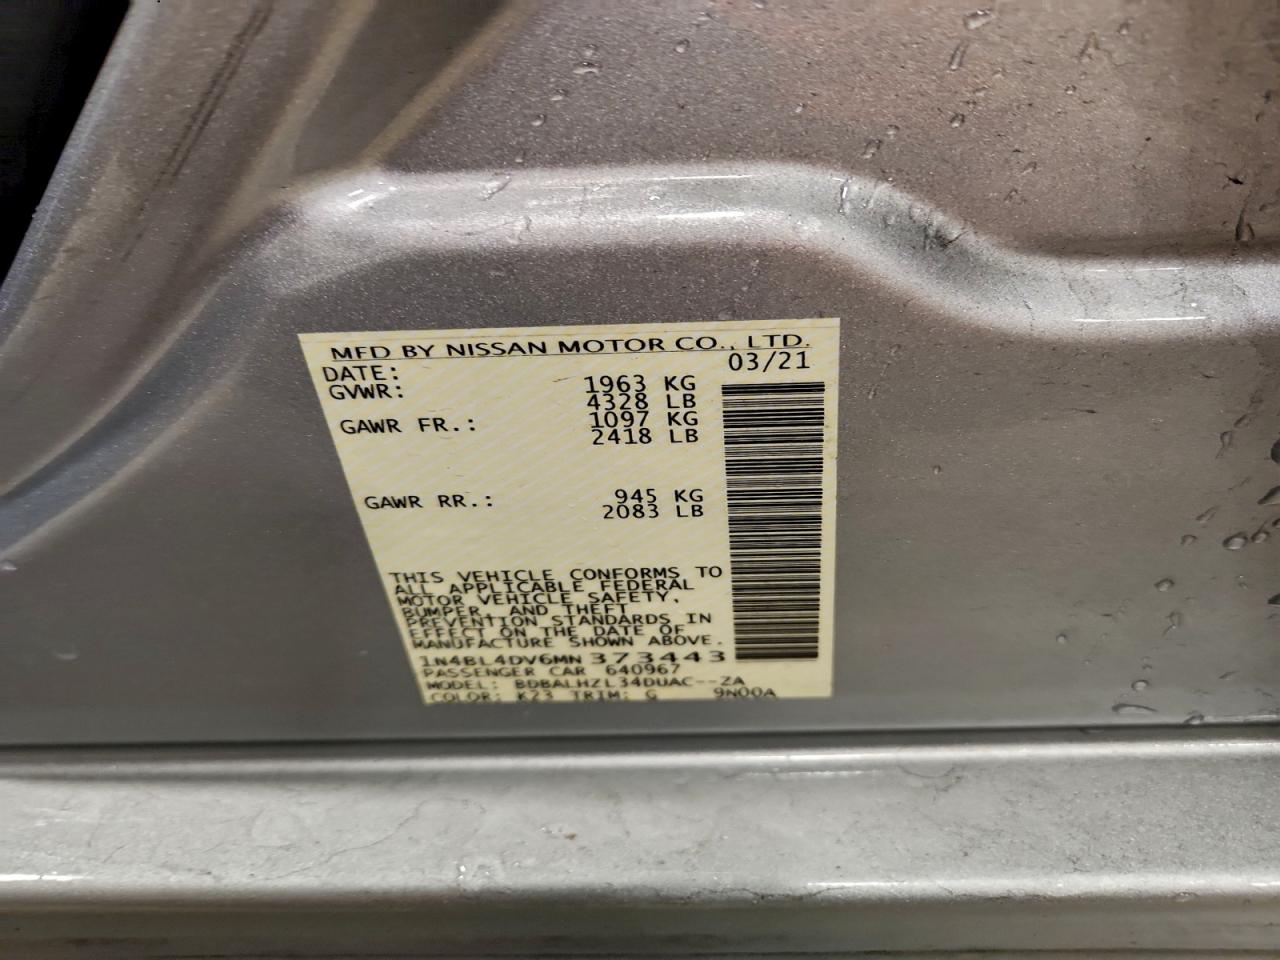 MFD BY NISSAN MOTOR CO., LTD.
DATE: 03/21
GVWR: 1963 KG
4328 LB
GAWR FR.: 1097 KG
2418 LB
GAWR RR.: 945 KG
2083 LB
THIS VEHICLE CONFORMS TO
ALL APPLICABLE FEDERAL
MOTOR VEHICLE SAFETY,
BUMPER, AND THEFT
PREVENTION STANDARDS IN
EFFECT ON THE DATE OF
MANUFACTURE SHOWN ABOVE.
1N4BL4DV6MN373443
PASSENGER CAR 640967
MODEL: BDBALHZL34DUAC--ZA
COLOR: K23 TRIM: G 9N00A